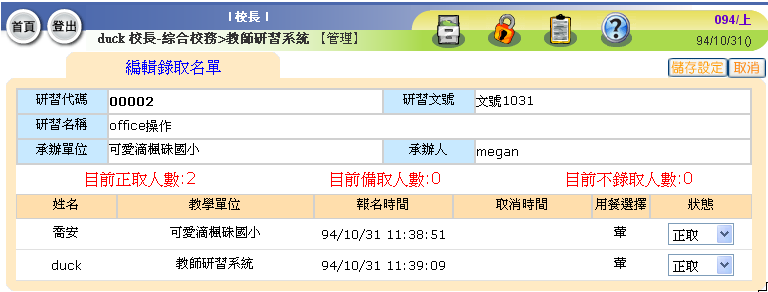 首頁 登出 I 校長 I 094/上
duck 校長-綜合校務>教師研習系統 【管理】 94/10/31()
編輯錄取名單 儲存設定 取消
研習代碼 00002 研習文號 文號1031
研習名稱 office操作
承辦單位 可愛滴楓硃國小 承辦人 megan
目前正取人數:2 目前備取人數:0 目前不錄取人數:0
姓名 教學單位 報名時間 取消時間 用餐選擇 狀態
喬安 可愛滴楓硃國小 94/10/31 11:38:51 葷 正取
duck 教師研習系統 94/10/31 11:39:09 葷 正取